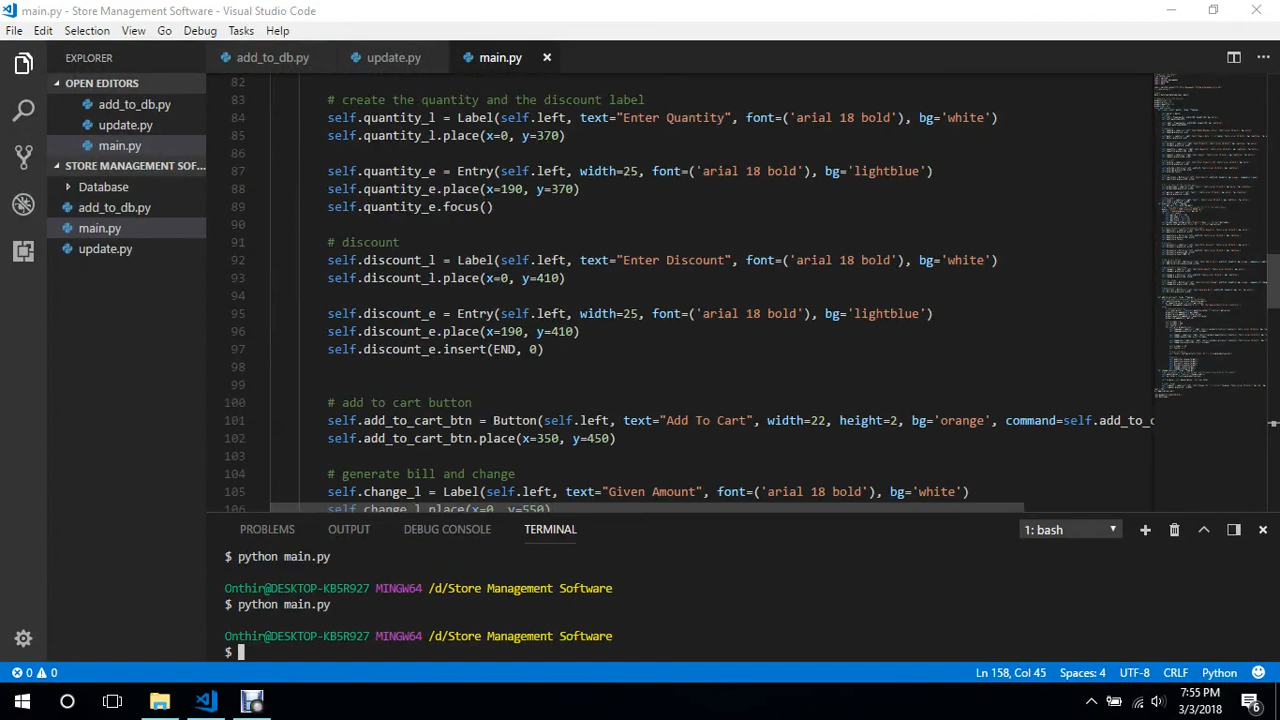 main.py - Store Management Software - Visual Studio Code
File Edit Selection View Go Debug Tasks Help
EXPLORER
OPEN EDITORS
add_to_db.py
update.py
main.py
STORE MANAGEMENT SOF...
Database
add_to_db.py
main.py
update.py
add_to_db.py update.py main.py
82
83 # create the quantity and the discount label
84 self.quantity_l = Label(self.left, text="Enter Quantity", font=('arial 18 bold'), bg='white')
85 self.quantity_l.place(x=0, y=370)
86
87 self.quantity_e = Entry(self.left, width=25, font=('arial 18 bold'), bg='lightblue')
88 self.quantity_e.place(x=190, y=370)
89 self.quantity_e.focus()
90
91 # discount
92 self.discount_l = Label(self.left, text="Enter Discount", font=('arial 18 bold'), bg='white')
93 self.discount_l.place(x=0, y=410)
94
95 self.discount_e = Entry(self.left, width=25, font=('arial 18 bold'), bg='lightblue')
96 self.discount_e.place(x=190, y=410)
97 self.discount_e.insert(END, 0)
98
99
100 # add to cart button
101 self.add_to_cart_btn = Button(self.left, text="Add To Cart", width=22, height=2, bg='orange', command=self.add_to_c
102 self.add_to_cart_btn.place(x=350, y=450)
103
104 # generate bill and change
105 self.change_l = Label(self.left, text="Given Amount", font=('arial 18 bold'), bg='white')
106 self.change_l.place(x=0, y=550)
PROBLEMS OUTPUT DEBUG CONSOLE TERMINAL 1: bash
$ python main.py
Onthir@DESKTOP-KB5R927 MINGW64 /d/Store Management Software
$ python main.py
Onthir@DESKTOP-KB5R927 MINGW64 /d/Store Management Software
$
0 0 Ln 158, Col 45 Spaces: 4 UTF-8 CRLF Python
7:55 PM
3/3/2018
6